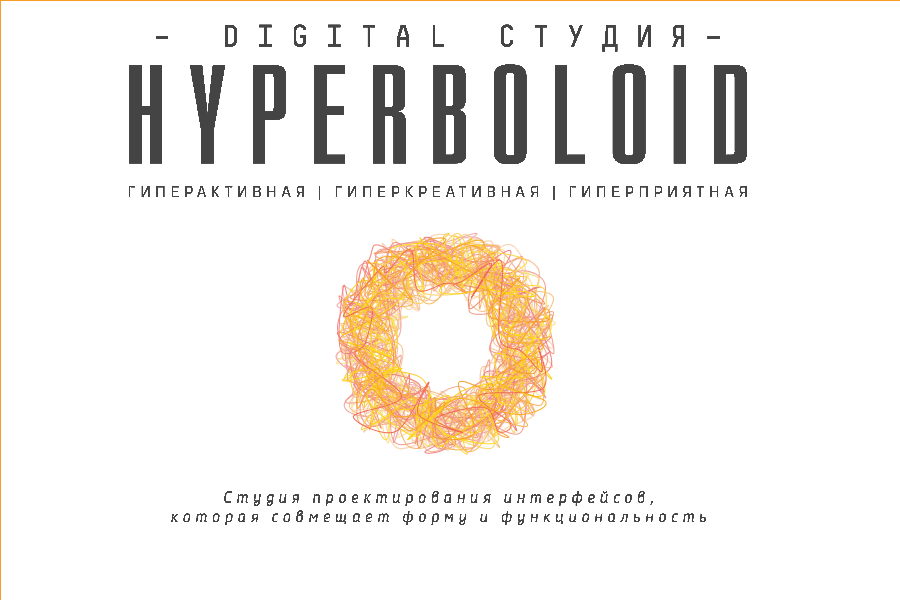 – DIGITAL СТУДИЯ –
HYPERBOLOID
ГИПЕРАКТИВНАЯ | ГИПЕРКРЕАТИВНАЯ | ГИПЕРПРИЯТНАЯ
Студия проектирования интерфейсов,
которая совмещает форму и функциональность